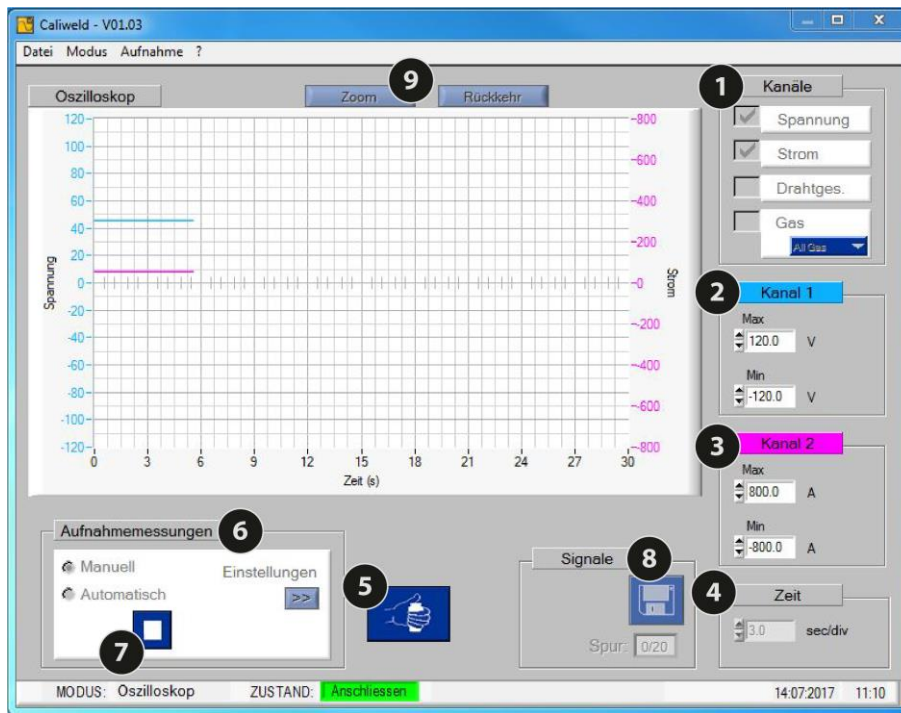 Caliweld - V01.03
Datei Modus Aufnahme ?
9
Oszilloskop Zoom Rückkehr
120
100
80
60
40
20
0
-20
-40
-60
-80
-100
-120
Spannung
800
600
400
200
0
-200
-400
-600
-800
Strom
0 3 6 9 12 15 18 21 24 27 30
Zeit (s)
1 Kanäle
Spannung
Strom
Drahtges.
Gas
All Gas
2 Kanal 1
Max
120.0 V
Min
-120.0 V
3 Kanal 2
Max
800.0 A
Min
-800.0 A
4 Zeit
3.0 sec/div
Aufnahmemessungen 6
Manuell
Automatisch
Einstellungen
>>
7
5
Signale 8
Spur: 0/20
MODUS: Oszilloskop ZUSTAND: Anschliessen 14:07:2017 11:10